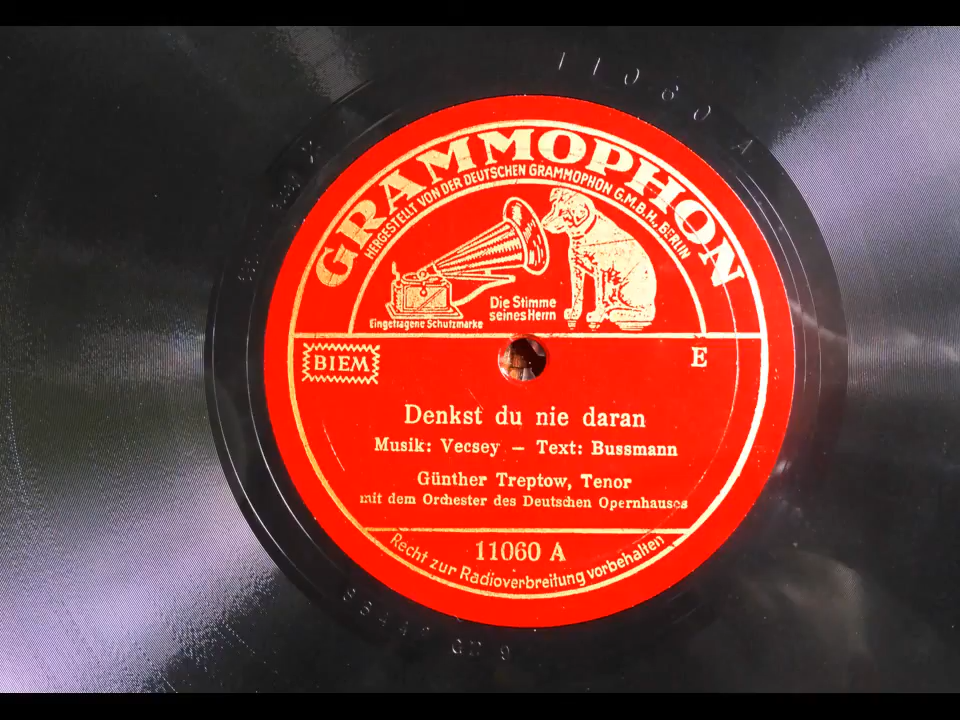 11060 A
GRAMMOPHON
HERGESTELLT VON DER DEUTSCHEN GRAMMOPHON G.M.B.H., BERLIN
Die Stimme
seines Herrn
Eingetragene Schutzmarke
BIEM
E
Denkst du nie daran
Musik: Vecsey – Text: Bussmann
Günther Treptow, Tenor
mit dem Orchester des Deutschen Opernhauses
11060 A
Recht zur Radioverbreitung vorbehalten